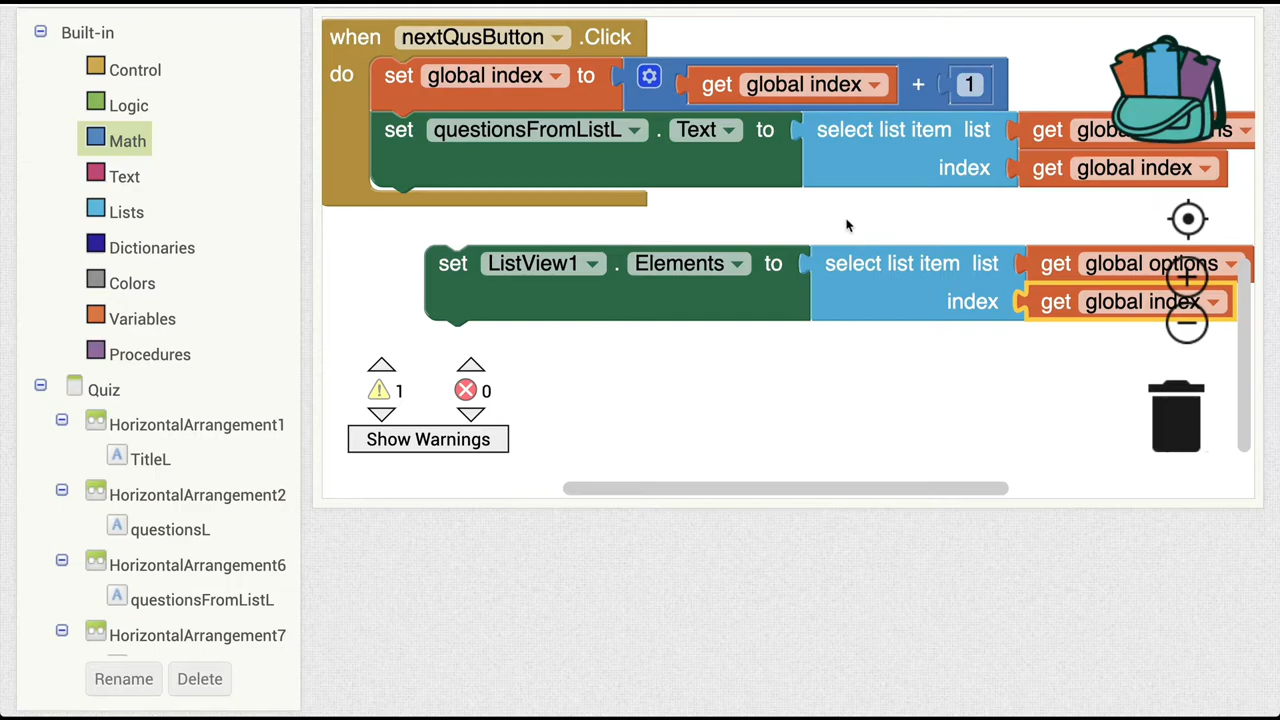 Built-in
Control
Logic
Math
Text
Lists
Dictionaries
Colors
Variables
Procedures
Quiz
HorizontalArrangement1
TitleL
HorizontalArrangement2
questionsL
HorizontalArrangement6
questionsFromListL
HorizontalArrangement7
Rename Delete
when nextQusButton .Click
do set global index to get global index + 1
set questionsFromListL . Text to select list item list get global
index get global index
set ListView1 . Elements to select list item list get global options
index get global index
1 0
Show Warnings